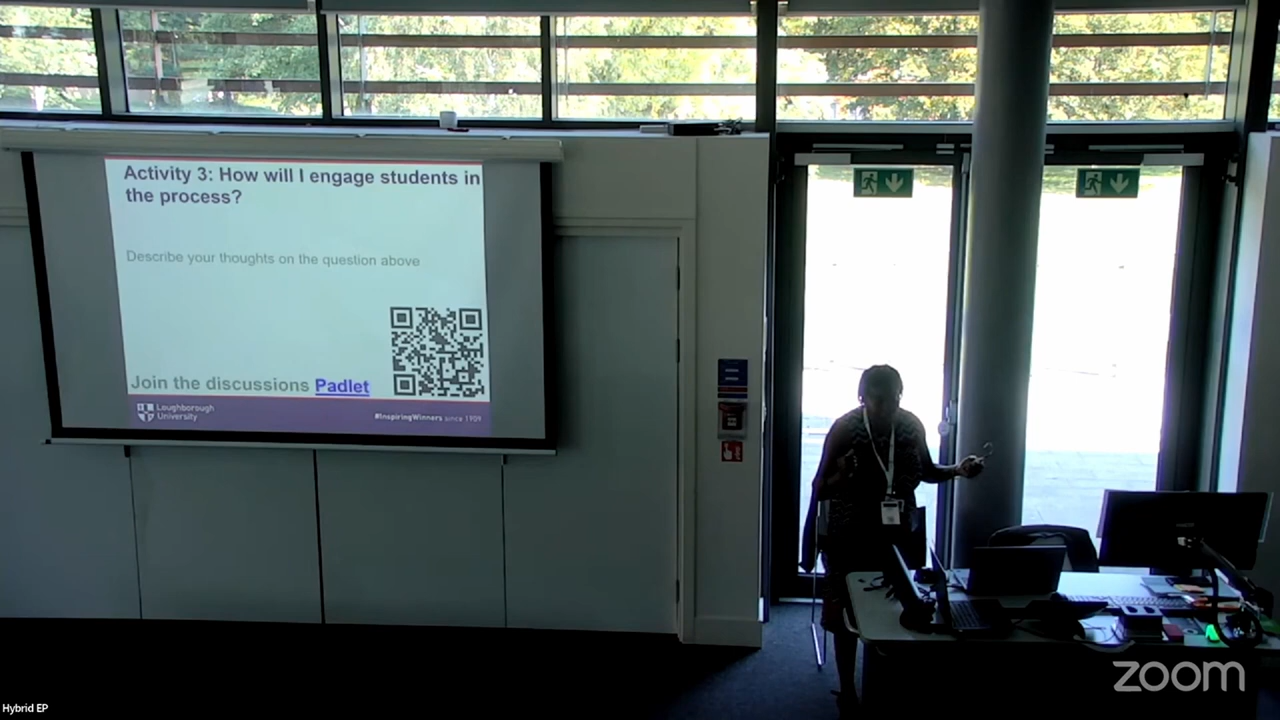 Activity 3: How will I engage students in
the process?
Describe your thoughts on the question above
Join the discussions Padlet
Loughborough
University
#InspiringWinners since 1909
zoom
Hybrid EP